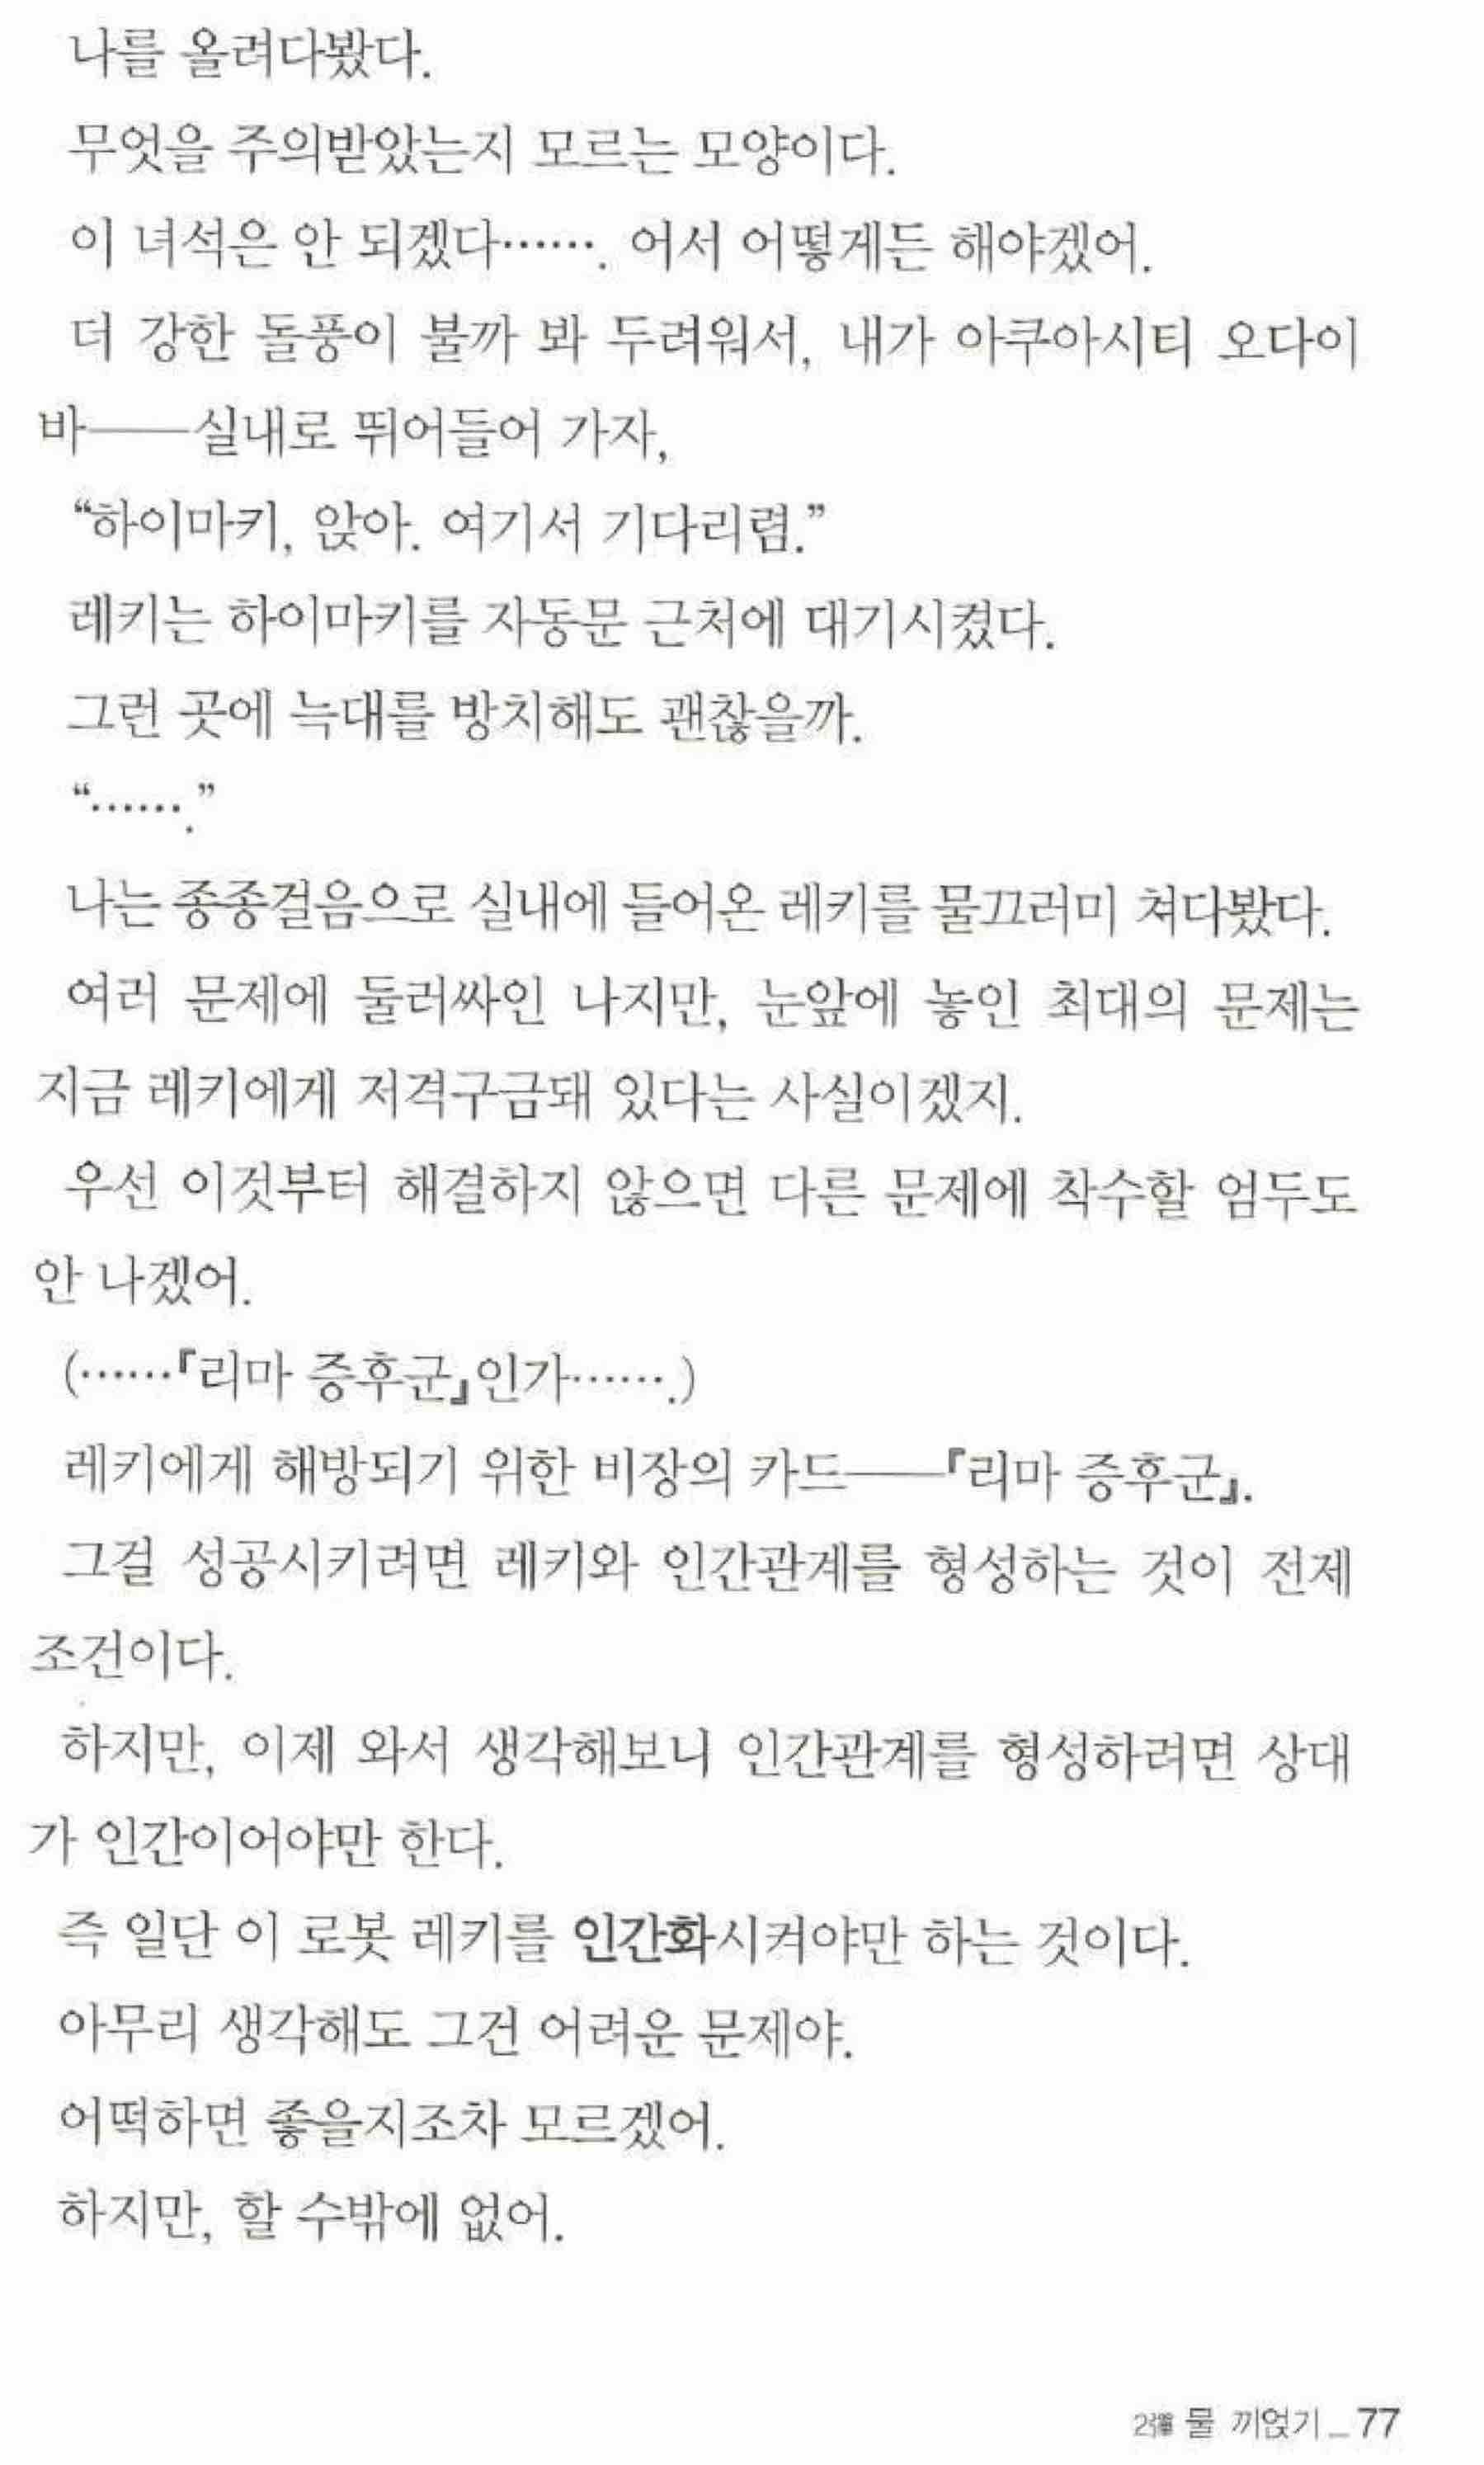 나를 올려다봤다.
무엇을 주의받았는지 모르는 모양이다.
이 녀석은 안 되겠다……. 어서 어떻게든 해야겠어.
더 강한 돌풍이 불까 봐 두려워서, 내가 아쿠아시티 오다이
바——실내로 뛰어들어 가자,
“하이마키, 앉아. 여기서 기다리렴.”
레키는 하이마키를 자동문 근처에 대기시켰다.
그런 곳에 늑대를 방치해도 괜찮을까.
“…….”
나는 종종걸음으로 실내에 들어온 레키를 물끄러미 쳐다봤다.
여러 문제에 둘러싸인 나지만, 눈앞에 놓인 최대의 문제는
지금 레키에게 저격구금돼 있다는 사실이겠지.
우선 이것부터 해결하지 않으면 다른 문제에 착수할 엄두도
안 나겠어.
(……『리마 증후군』인가…….)
레키에게 해방되기 위한 비장의 카드——『리마 증후군』.
그걸 성공시키려면 레키와 인간관계를 형성하는 것이 전제
조건이다.
하지만, 이제 와서 생각해보니 인간관계를 형성하려면 상대
가 인간이어야만 한다.
즉 일단 이 로봇 레키를 인간화시켜야만 하는 것이다.
아무리 생각해도 그건 어려운 문제야.
어떡하면 좋을지조차 모르겠어.
하지만, 할 수밖에 없어.
2彈 물 끼얹기_77